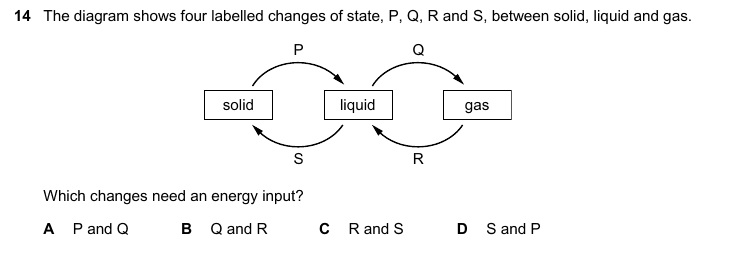 14 The diagram shows four labelled changes of state, P, Q, R and S, between solid, liquid and gas.
P Q
solid liquid gas
S R
Which changes need an energy input?
A P and Q B Q and R C R and S D S and P